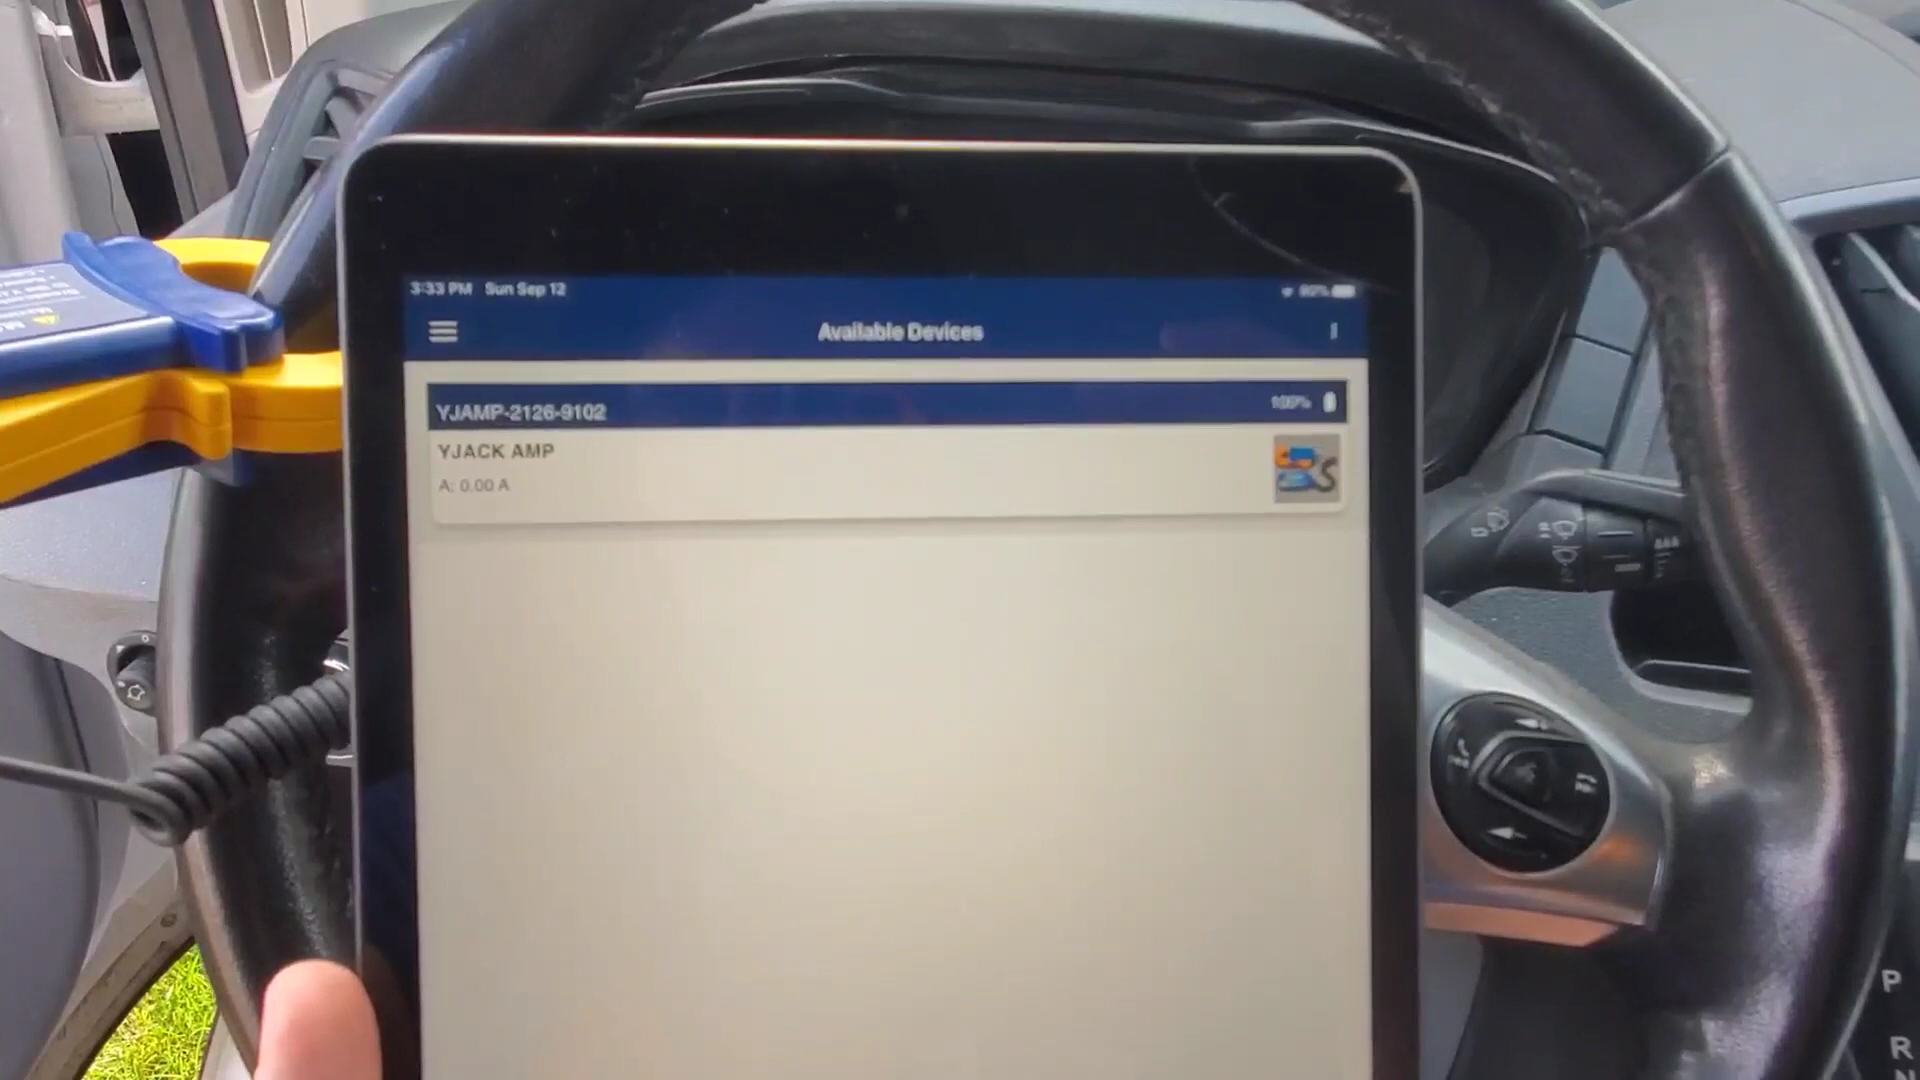 3:33 PM Sun Sep 12
Available Devices
YJAMP-2126-9102
100%
YJACK AMP
A: 0.00 A
P
R
N